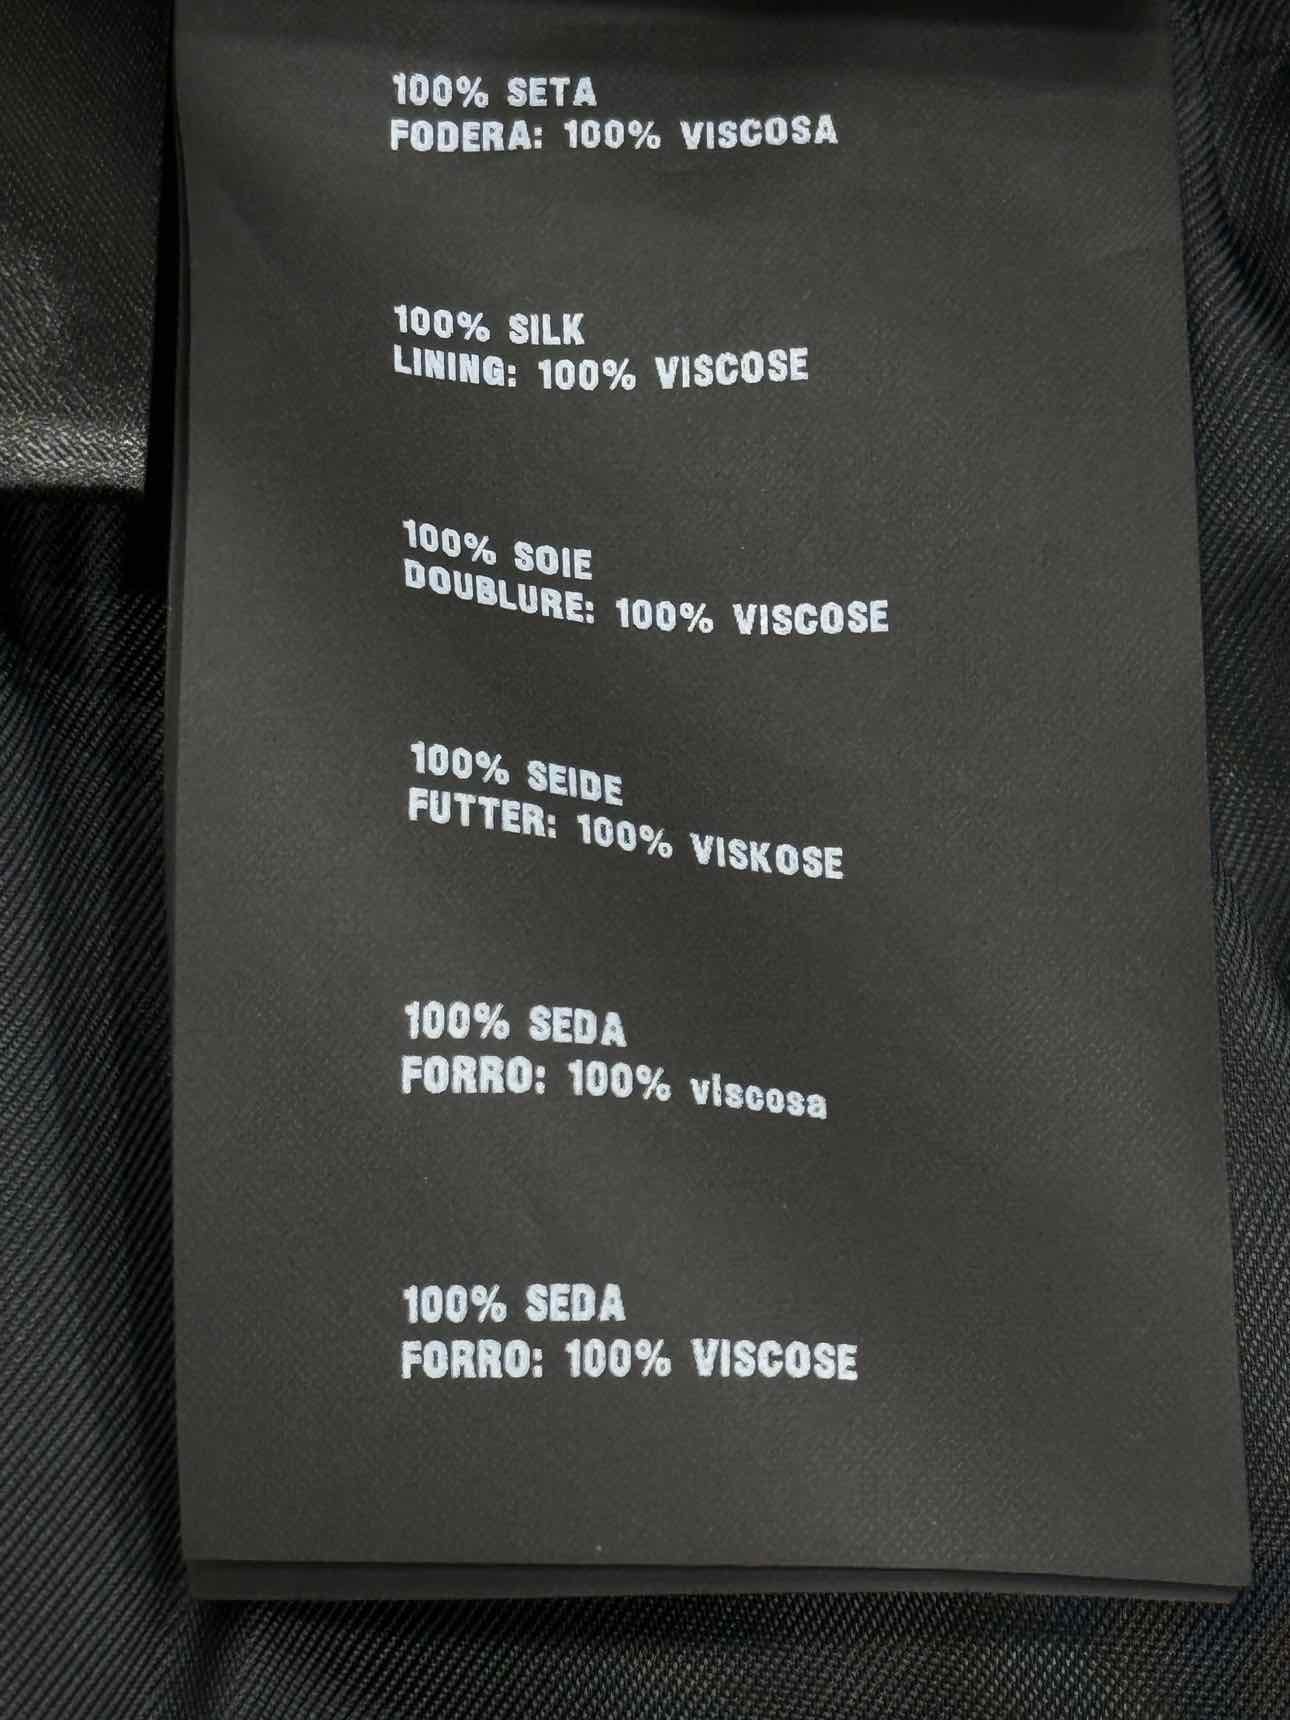 100% SETA
FODERA: 100% VISCOSA
100% SILK
LINING: 100% VISCOSE
100% SOIE
DOUBLURE: 100% VISCOSE
100% SEIDE
FUTTER: 100% VISKOSE
100% SEDA
FORRO: 100% viscosa
100% SEDA
FORRO: 100% VISCOSE